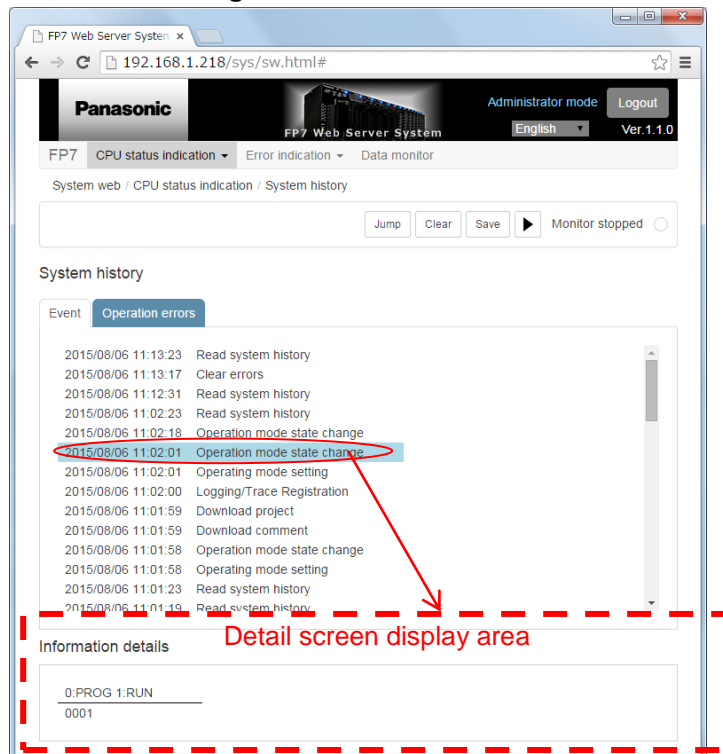 FP7 Web Server System
192.168.1.218/sys/sw.html#
Panasonic
FP7 Web Server System
Administrator mode
Logout
English
Ver.1.1.0
FP7 CPU status indication Error indication Data monitor
System web / CPU status indication / System history
Jump Clear Save Monitor stopped
System history
Event Operation errors
2015/08/06 11:13:23 Read system history
2015/08/06 11:13:17 Clear errors
2015/08/06 11:12:31 Read system history
2015/08/06 11:02:23 Read system history
2015/08/06 11:02:18 Operation mode state change
2015/08/06 11:02:01 Operation mode state change
2015/08/06 11:02:01 Operating mode setting
2015/08/06 11:02:00 Logging/Trace Registration
2015/08/06 11:01:59 Download project
2015/08/06 11:01:59 Download comment
2015/08/06 11:01:58 Operation mode state change
2015/08/06 11:01:58 Operating mode setting
2015/08/06 11:01:23 Read system history
2015/08/06 11:01:19 Read system history
Detail screen display area
Information details
0:PROG 1:RUN
0001